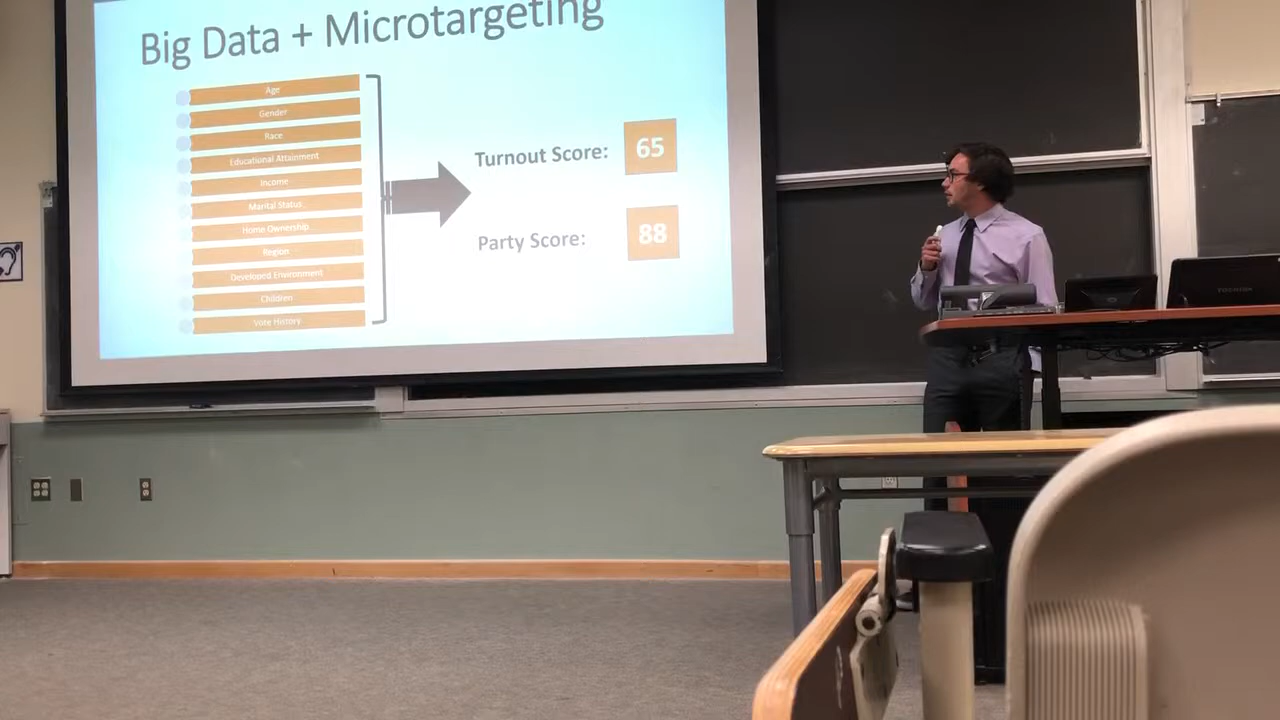 Big Data + Microtargeting
Age
Gender
Race
Educational Attainment
Income
Marital Status
Home Ownership
Region
Developed Environment
Children
Vote History
Turnout Score: 65
Party Score: 88
TOSHIBA